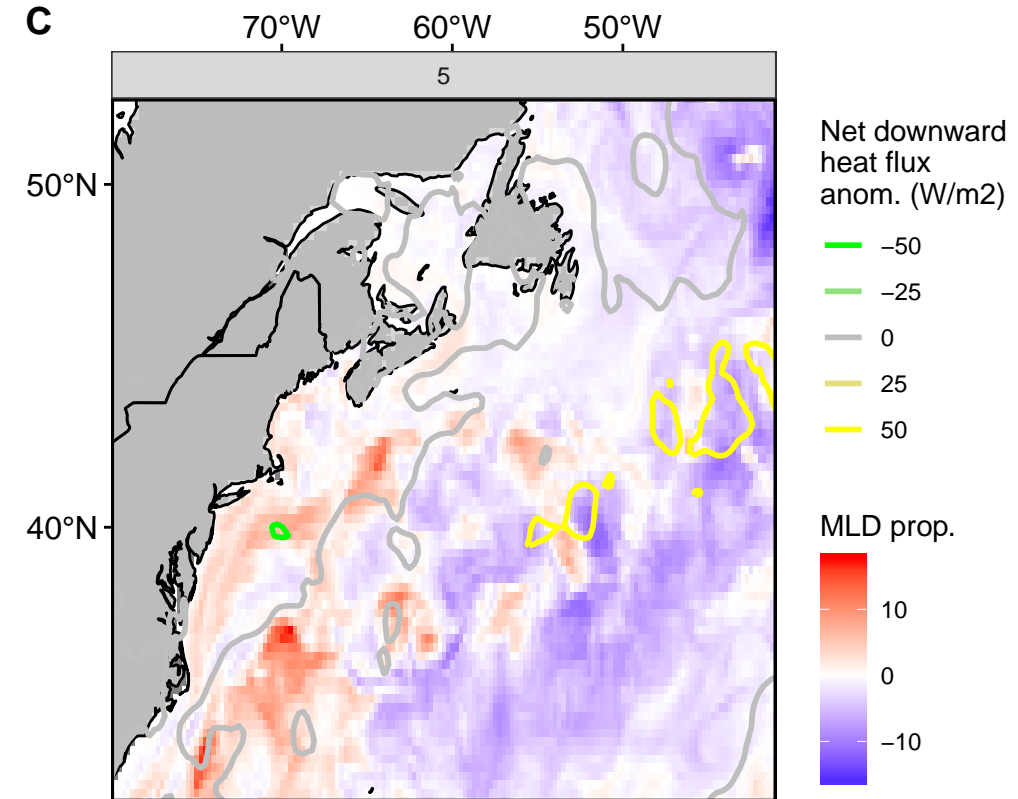 C
70°W 60°W 50°W
5
50°N
40°N
Net downward
heat flux
anom. (W/m2)
−50
−25
0
25
50
MLD prop.
10
0
−10